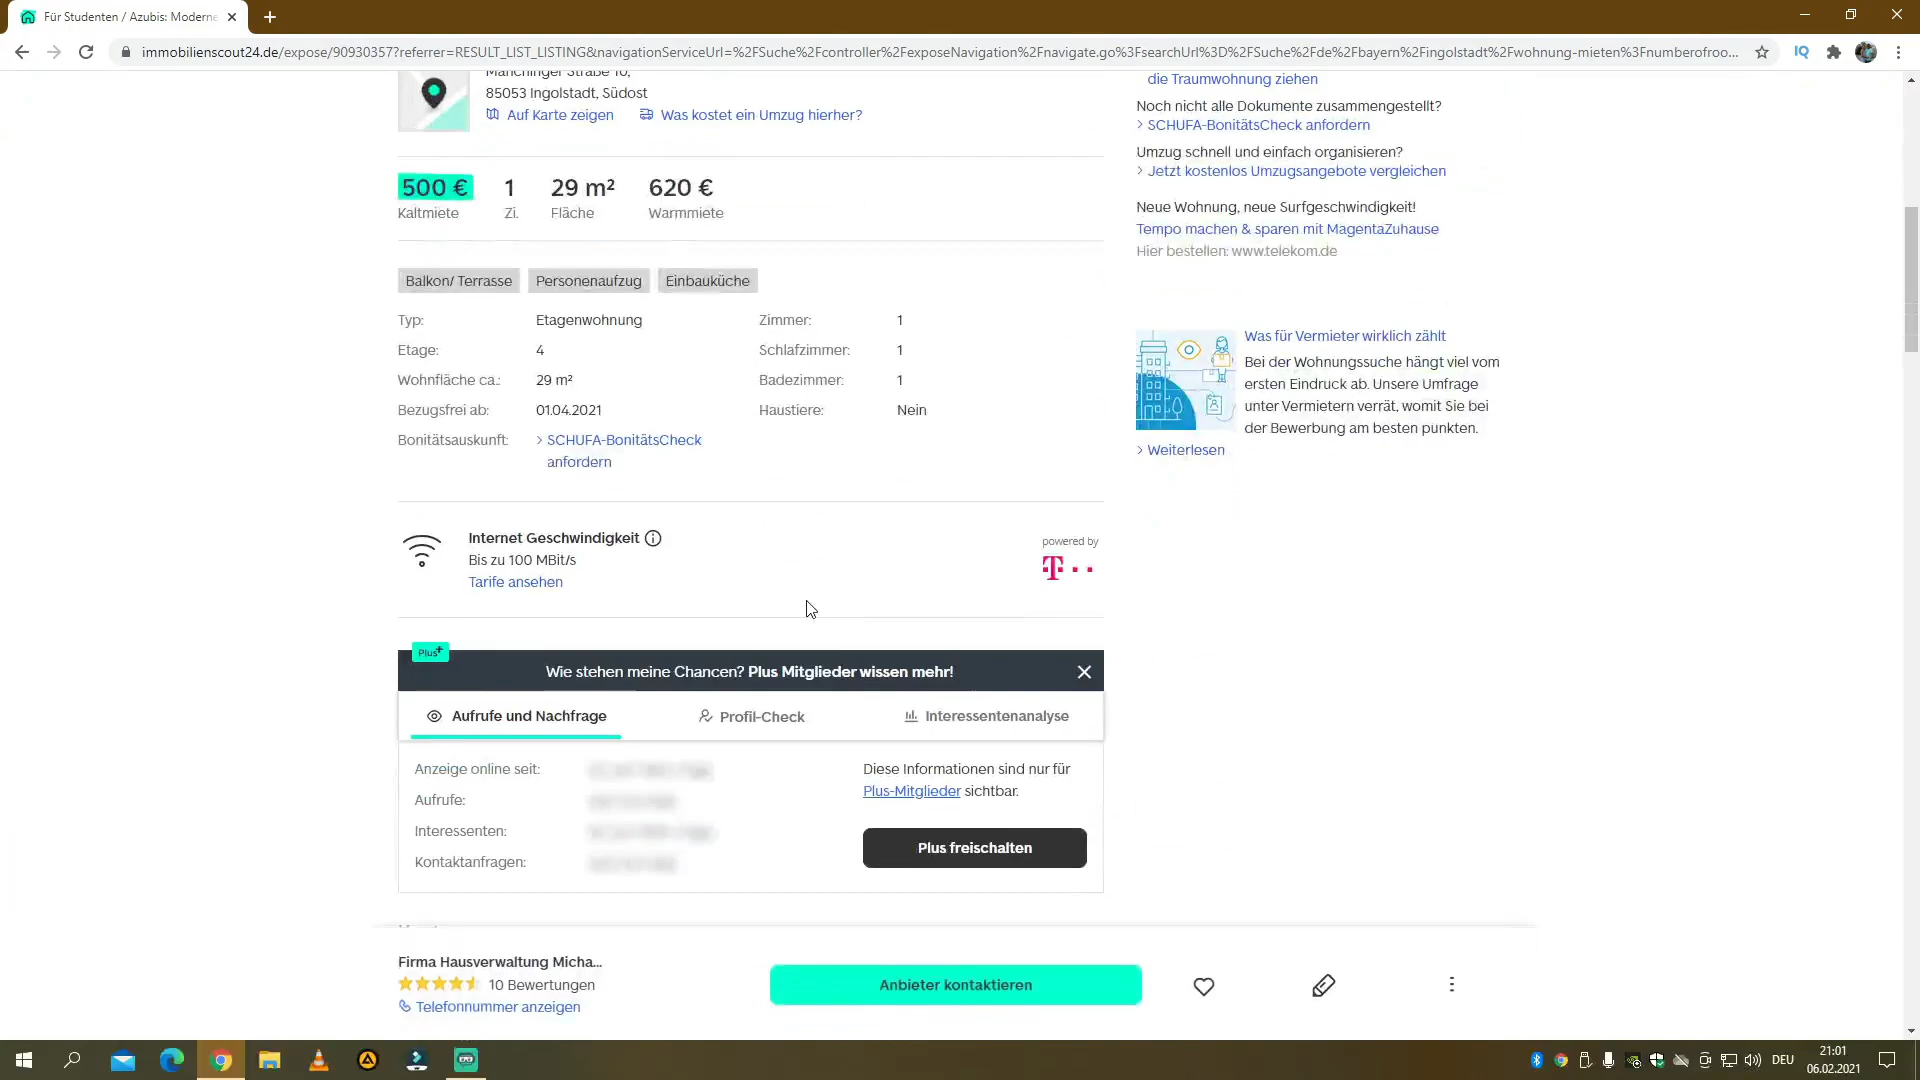 Für Studenten / Azubis: Moderne
immobilienscout24.de/expose/90930357?referrer=RESULT_LIST_LISTING&navigationServiceUrl=%2FSuche%2Fcontroller%2FexposeNavigation%2Fnavigate.go%3FsearchUrl%3D%2FSuche%2Fde%2Fbayern%2Fingolstadt%2Fwohnung-mieten%3Fnumberofroo...
IQ
Manchinger Straße 10,
85053 Ingolstadt, Südost
Auf Karte zeigen Was kostet ein Umzug hierher?
500 € 1 29 m² 620 €
Kaltmiete Zi. Fläche Warmmiete
Balkon/ Terrasse Personenaufzug Einbauküche
Typ: Etagenwohnung Zimmer: 1
Etage: 4 Schlafzimmer: 1
Wohnfläche ca.: 29 m² Badezimmer: 1
Bezugsfrei ab: 01.04.2021 Haustiere: Nein
Bonitätsauskunft: > SCHUFA-BonitätsCheck
anfordern
Internet Geschwindigkeit
Bis zu 100 MBit/s
Tarife ansehen
powered by
T
Plus+
Wie stehen meine Chancen? Plus Mitglieder wissen mehr!
Aufrufe und Nachfrage Profil-Check Interessentenanalyse
Anzeige online seit:
Aufrufe:
Interessenten:
Kontaktanfragen:
Diese Informationen sind nur für
Plus-Mitglieder sichtbar.
Plus freischalten
die Traumwohnung ziehen
Noch nicht alle Dokumente zusammengestellt?
> SCHUFA-BonitätsCheck anfordern
Umzug schnell und einfach organisieren?
> Jetzt kostenlos Umzugsangebote vergleichen
Neue Wohnung, neue Surfgeschwindigkeit!
Tempo machen & sparen mit MagentaZuhause
Hier bestellen: www.telekom.de
Was für Vermieter wirklich zählt
Bei der Wohnungssuche hängt viel vom
ersten Eindruck ab. Unsere Umfrage
unter Vermietern verrät, womit Sie bei
der Bewerbung am besten punkten.
> Weiterlesen
Firma Hausverwaltung Micha...
10 Bewertungen
Telefonnummer anzeigen
Anbieter kontaktieren
DEU
21:01
06.02.2021